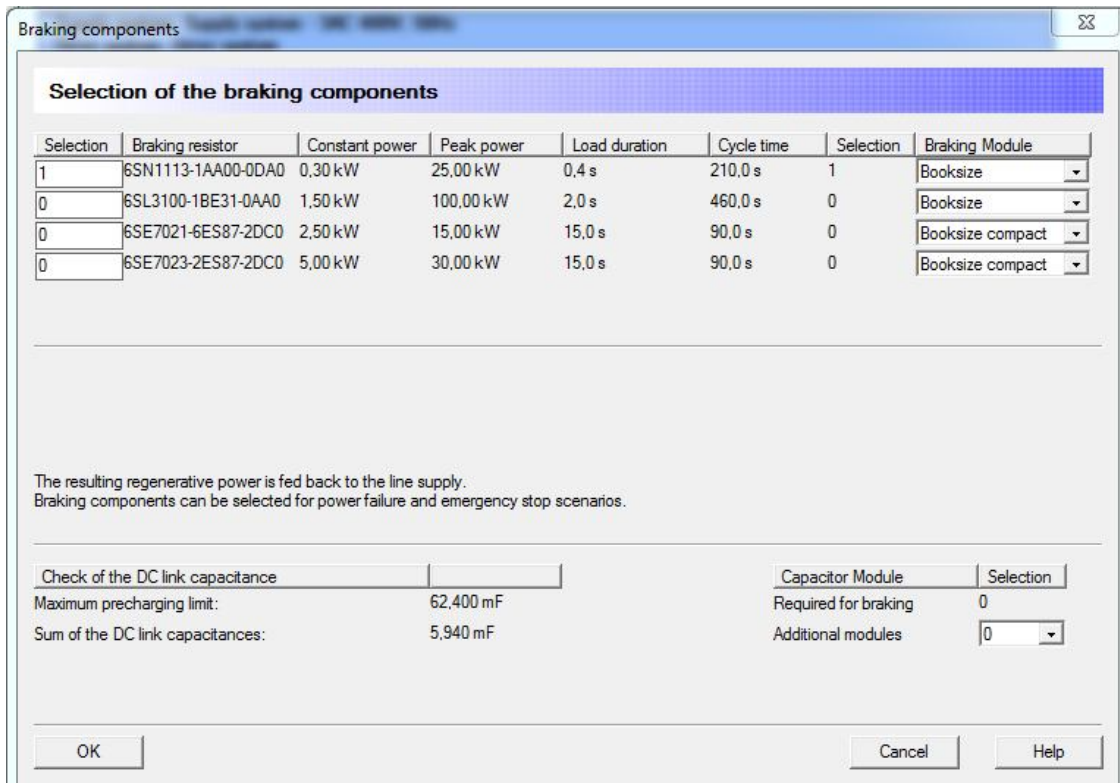 Braking components
Selection of the braking components
Selection Braking resistor Constant power Peak power Load duration Cycle time Selection Braking Module
1 6SN1113-1AA00-0DA0 0,30 kW 25,00 kW 0,4 s 210,0 s 1 Booksize
0 6SL3100-1BE31-0AA0 1,50 kW 100,00 kW 2,0 s 460,0 s 0 Booksize
0 6SE7021-6ES87-2DC0 2,50 kW 15,00 kW 15,0 s 90,0 s 0 Booksize compact
0 6SE7023-2ES87-2DC0 5,00 kW 30,00 kW 15,0 s 90,0 s 0 Booksize compact
The resulting regenerative power is fed back to the line supply.
Braking components can be selected for power failure and emergency stop scenarios.
Check of the DC link capacitance Capacitor Module Selection
Maximum precharging limit: 62,400 mF Required for braking 0
Sum of the DC link capacitances: 5,940 mF Additional modules 0
OK Cancel Help